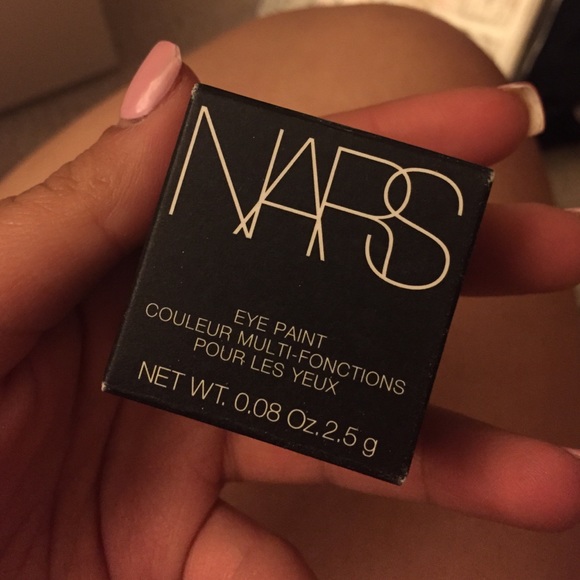 NARS
EYE PAINT
COULEUR MULTI-FONCTIONS
POUR LES YEUX
NET WT. 0.08 Oz. 2,5 g